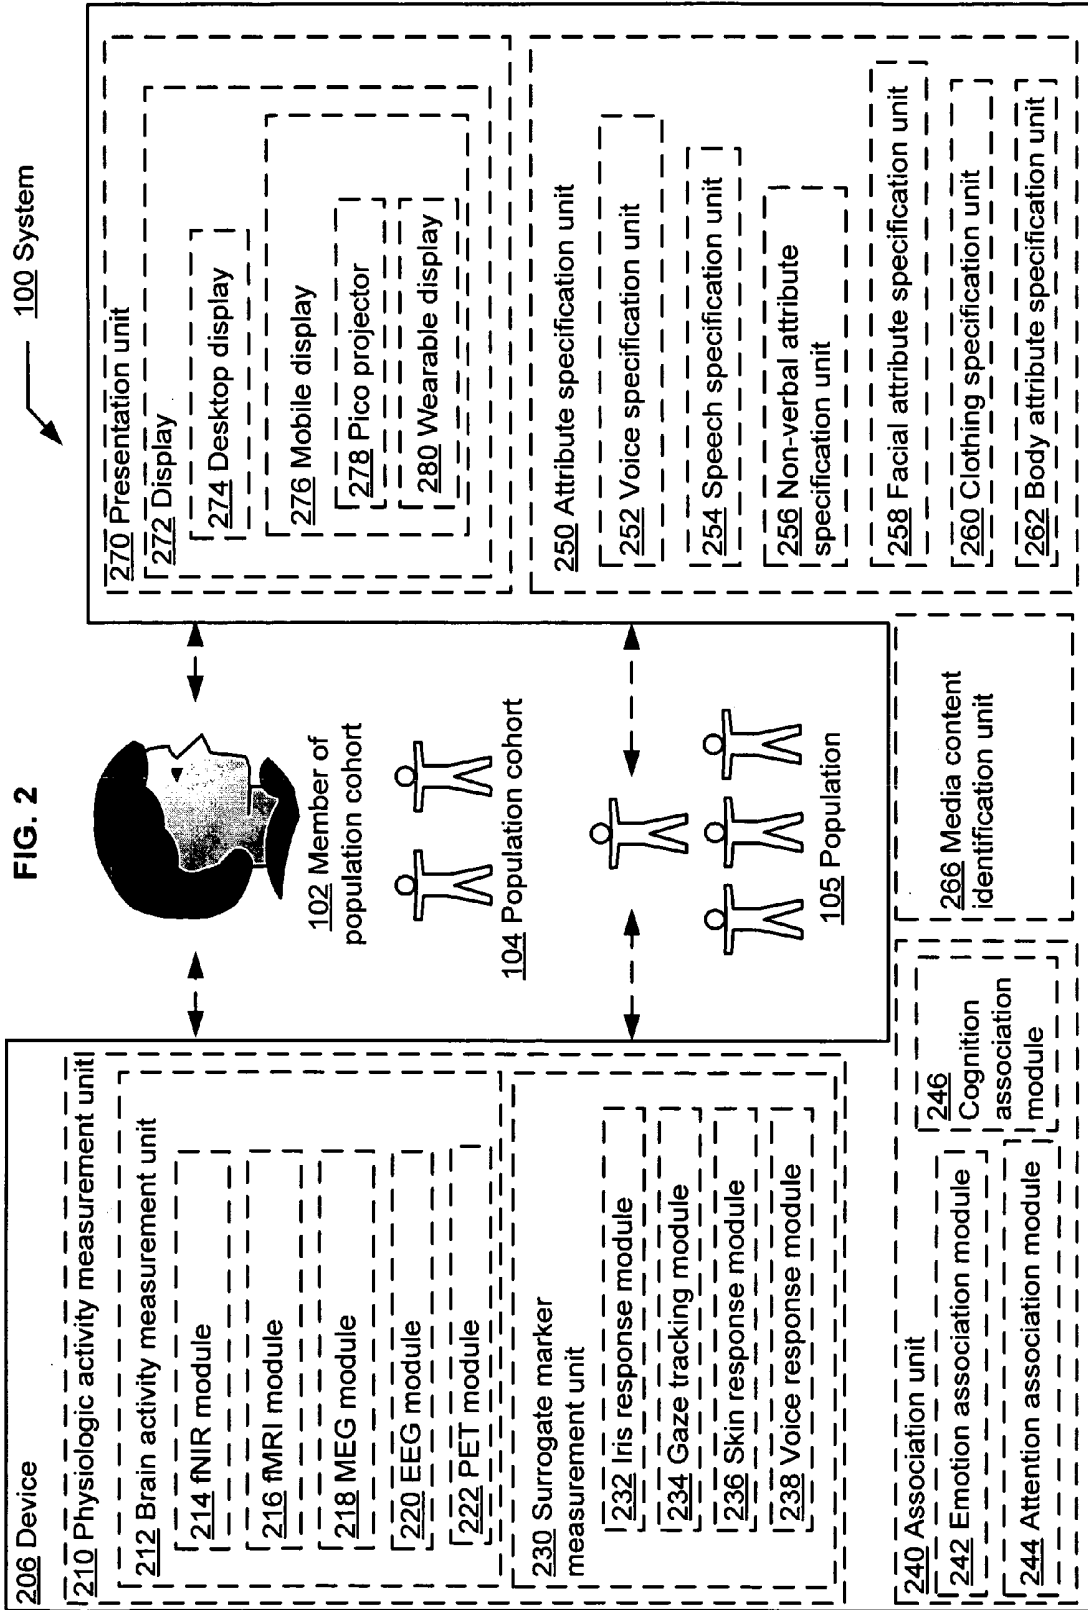 FIG. 2
100 System
206 Device
210 Physiologic activity measurement unit
212 Brain activity measurement unit
214 fNIR module
216 fMRI module
218 MEG module
220 EEG module
222 PET module
230 Surrogate marker
measurement unit
232 Iris response module
234 Gaze tracking module
236 Skin response module
238 Voice response module
240 Association unit
242 Emotion association module
244 Attention association module
246
Cognition
association
module
102 Member of
population cohort
104 Population cohort
105 Population
266 Media content
identification unit
270 Presentation unit
272 Display
274 Desktop display
276 Mobile display
278 Pico projector
280 Wearable display
250 Attribute specification unit
252 Voice specification unit
254 Speech specification unit
256 Non-verbal attribute
specification unit
258 Facial attribute specification unit
260 Clothing specification unit
262 Body attribute specification unit